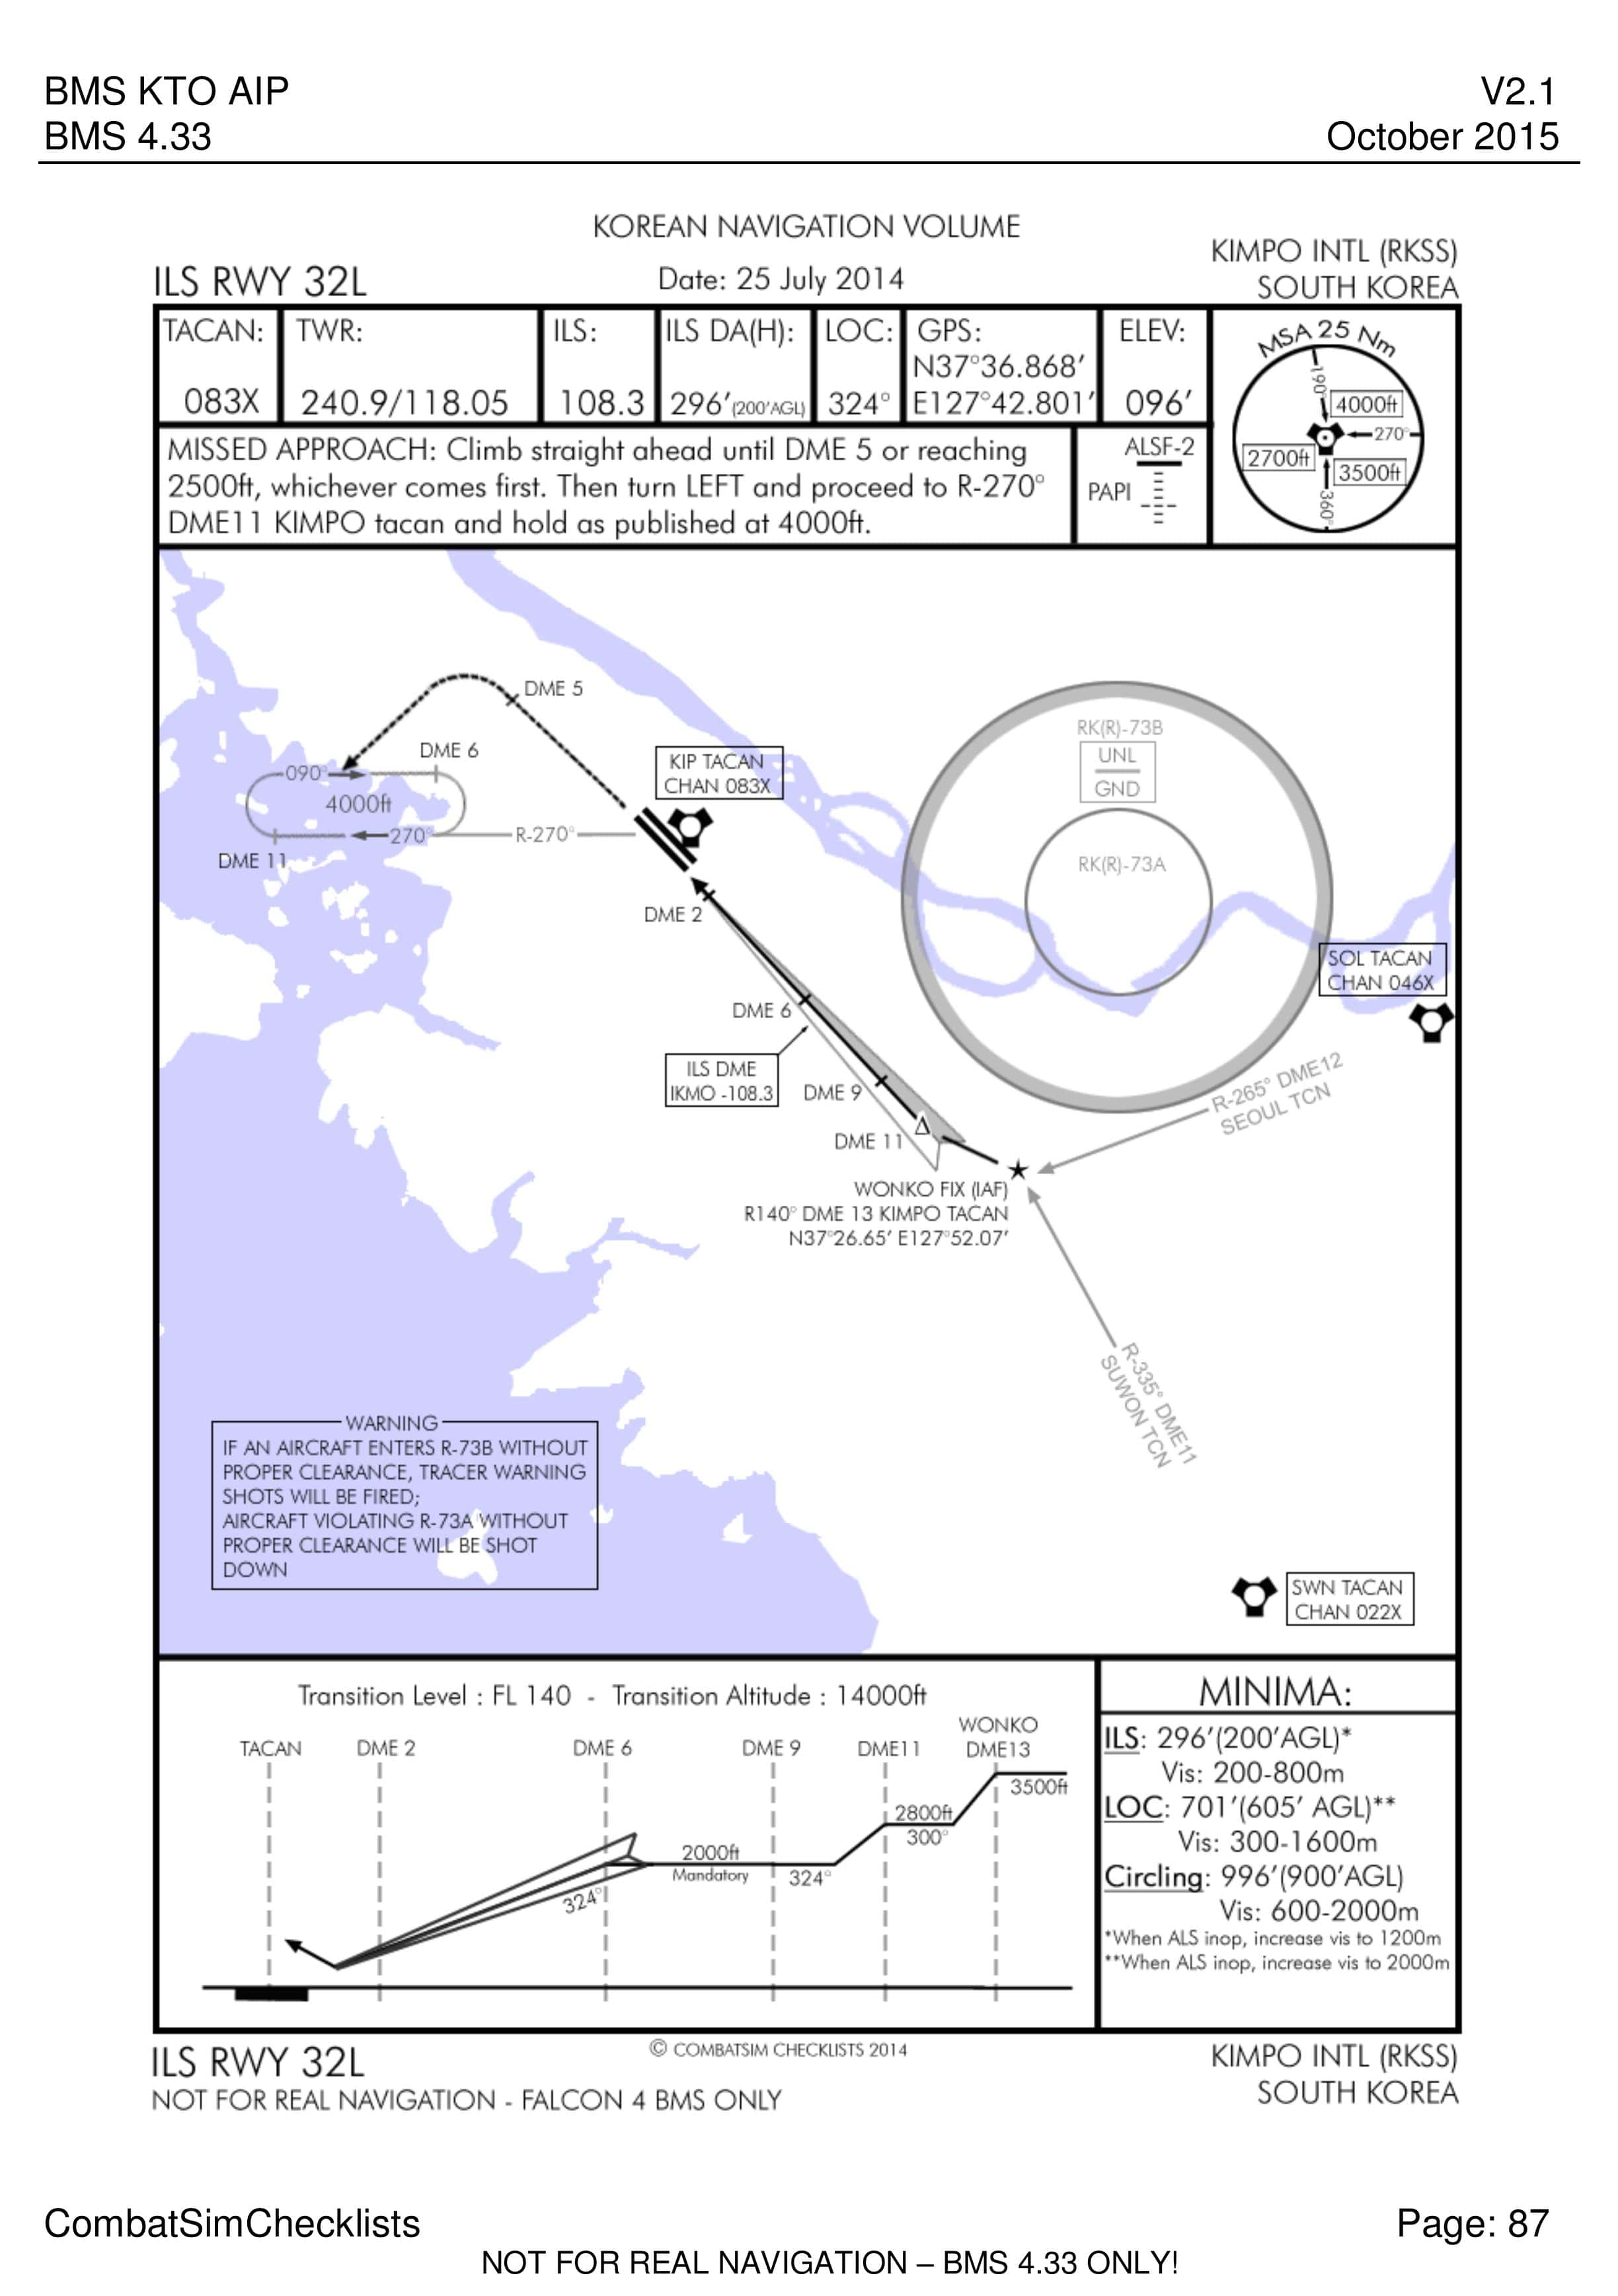 BMS KTO AIP
V2.1
BMS 4.33
October 2015
KOREAN NAVIGATION VOLUME
KIMPO INTL (RKSS)
ILS RWY 32L
Date: 25 July 2014
SOUTH KOREA
TACAN:
083X
TWR:
240.9/118.05
ILS:
108.3
ILS DA(H):
296’(200’AGL)
LOC:
324°
GPS:
N37°36.868’
E127°42.801’
ELEV:
096’
MSA 25 Nm
190°
4000ft
270°
2700ft
3500ft
360°
MISSED APPROACH: Climb straight ahead until DME 5 or reaching
2500ft, whichever comes first. Then turn LEFT and proceed to R-270°
DME11 KIMPO tacan and hold as published at 4000ft.
ALSF-2
PAPI
DME 5
DME 6
090°
4000ft
270°
R-270°
DME 11
KIP TACAN
CHAN 083X
RK(R)-73B
UNL
GND
RK(R)-73A
DME 2
SOL TACAN
CHAN 046X
DME 6
ILS DME
IKMO -108.3
DME 9
DME 11
R-265° DME12
SEOUL TCN
WONKO FIX (IAF)
R140° DME 13 KIMPO TACAN
N37°26.65’ E127°52.07’
R-335° DME11
SUWON TCN
WARNING
IF AN AIRCRAFT ENTERS R-73B WITHOUT
PROPER CLEARANCE, TRACER WARNING
SHOTS WILL BE FIRED;
AIRCRAFT VIOLATING R-73A WITHOUT
PROPER CLEARANCE WILL BE SHOT
DOWN
SWN TACAN
CHAN 022X
Transition Level : FL 140 - Transition Altitude : 14000ft
TACAN
DME 2
DME 6
DME 9
DME11
WONKO
DME13
3500ft
2800ft
300°
2000ft
Mandatory
324°
324°
MINIMA:
ILS: 296’(200’AGL)*
Vis: 200-800m
LOC: 701’(605’ AGL)**
Vis: 300-1600m
Circling: 996’(900’AGL)
Vis: 600-2000m
*When ALS inop, increase vis to 1200m
**When ALS inop, increase vis to 2000m
ILS RWY 32L
© COMBATSIM CHECKLISTS 2014
KIMPO INTL (RKSS)
NOT FOR REAL NAVIGATION - FALCON 4 BMS ONLY
SOUTH KOREA
CombatSimChecklists
Page: 87
NOT FOR REAL NAVIGATION – BMS 4.33 ONLY!